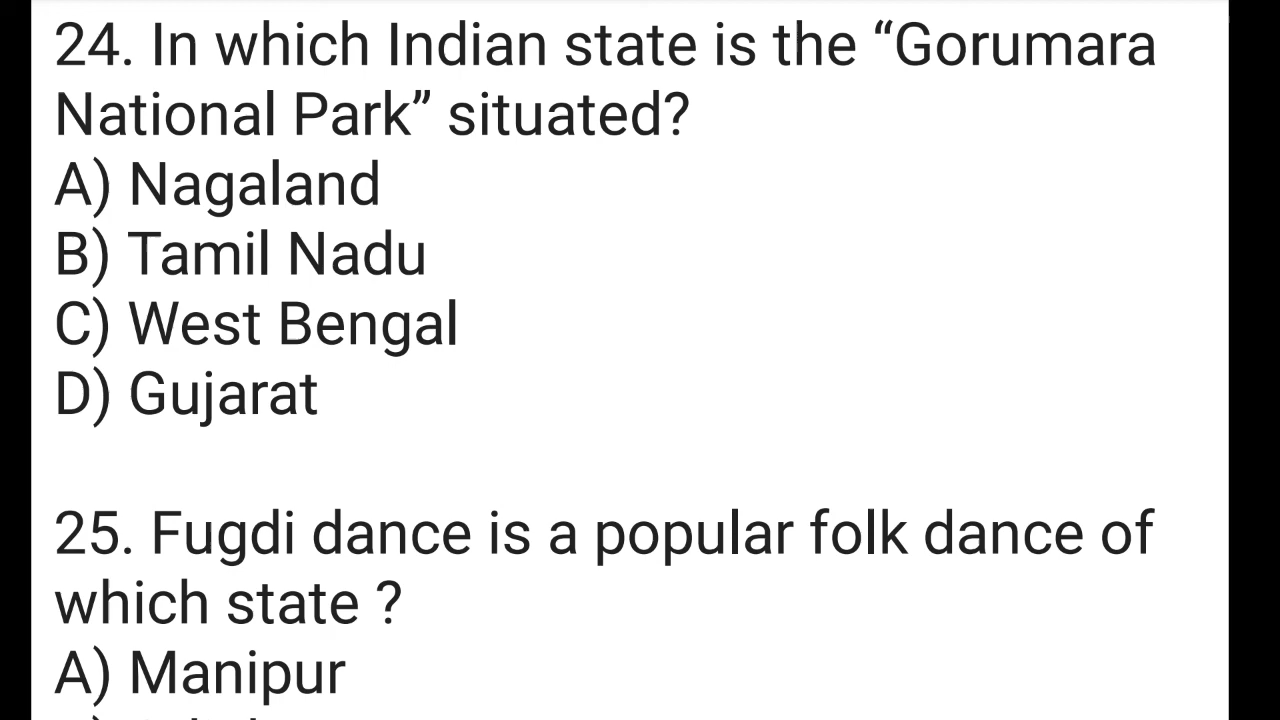 24. In which Indian state is the “Gorumara
National Park” situated?
A) Nagaland
B) Tamil Nadu
C) West Bengal
D) Gujarat
25. Fugdi dance is a popular folk dance of
which state ?
A) Manipur